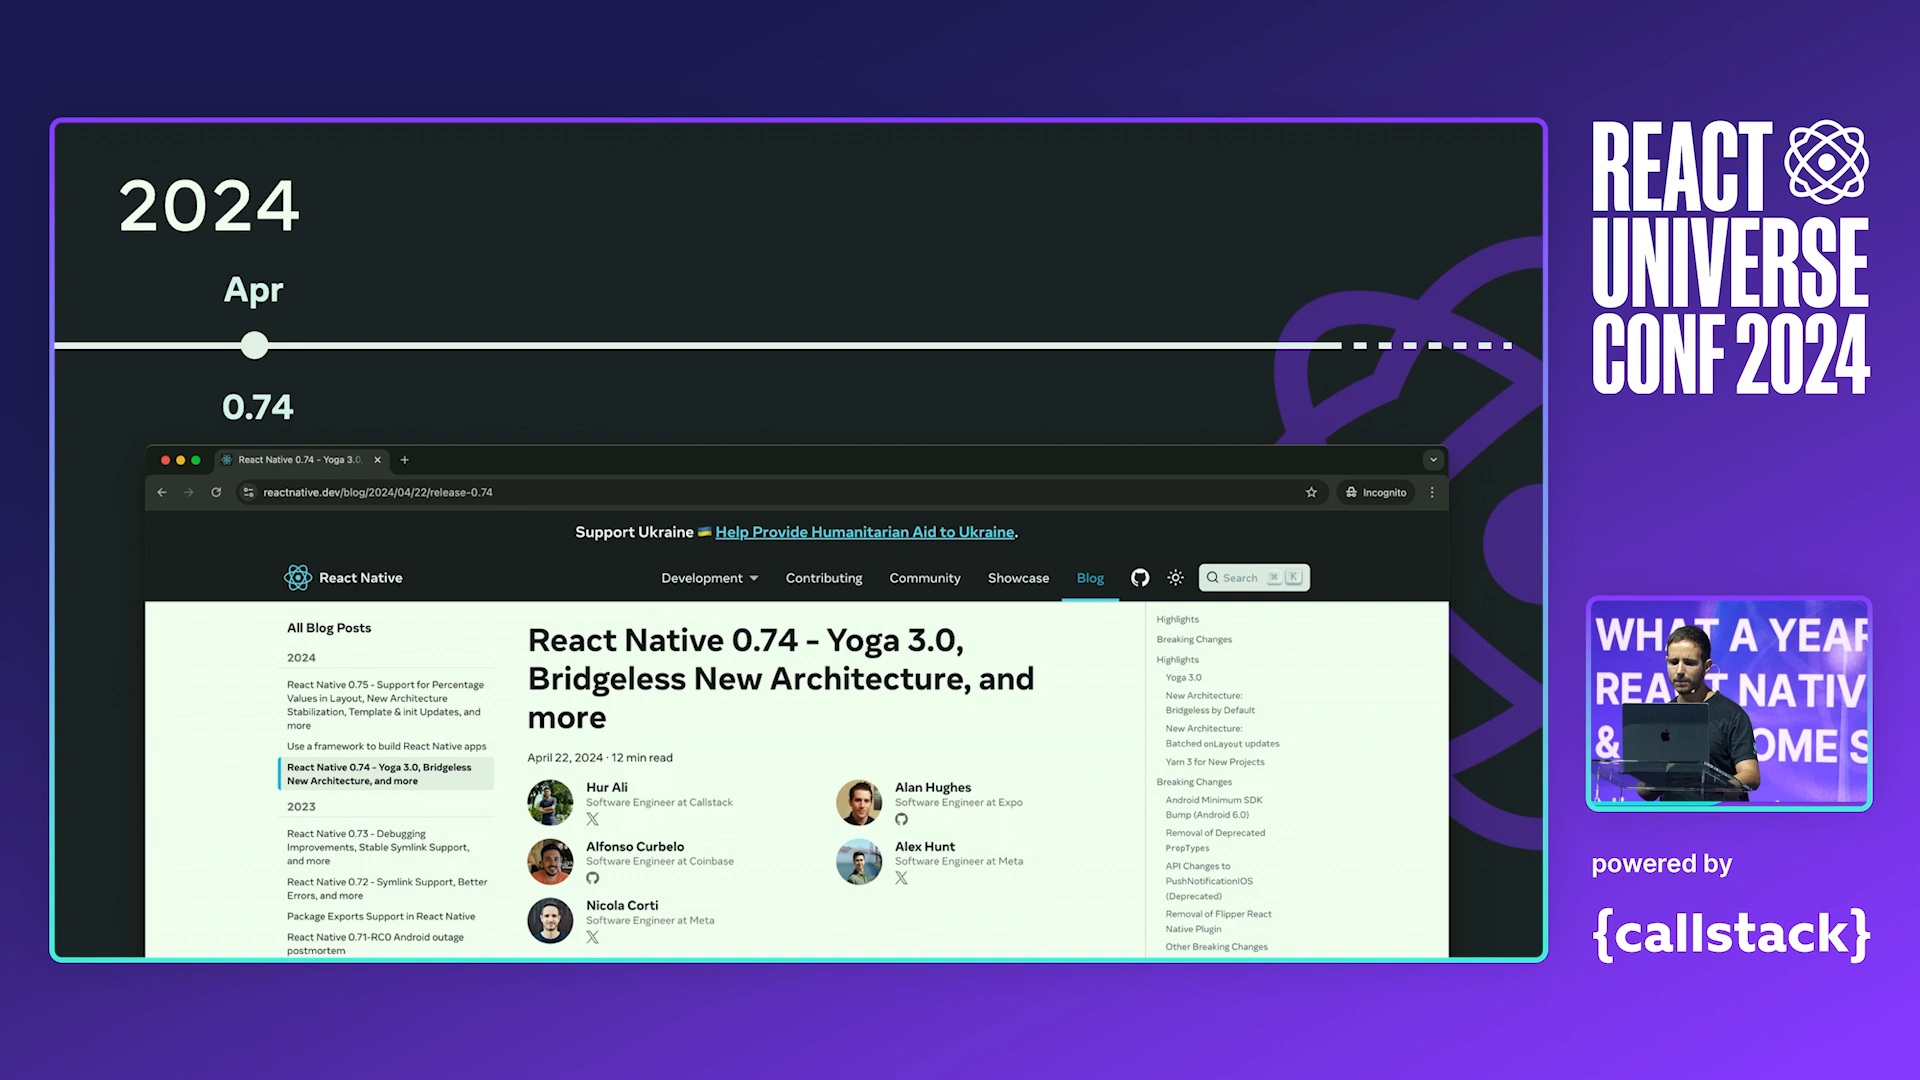 2024
Apr
0.74
React Native 0.74 - Yoga 3.0,
reactnative.dev/blog/2024/04/22/release-0.74
Incognito
Support Ukraine 🇺🇦 Help Provide Humanitarian Aid to Ukraine.
React Native
Development
Contributing
Community
Showcase
Blog
Search ⌘ K
All Blog Posts
2024
React Native 0.75 - Support for Percentage
Values in Layout, New Architecture
Stabilization, Template & init Updates, and
more
Use a framework to build React Native apps
React Native 0.74 - Yoga 3.0, Bridgeless
New Architecture, and more
2023
React Native 0.73 - Debugging
Improvements, Stable Symlink Support,
and more
React Native 0.72 - Symlink Support, Better
Errors, and more
Package Exports Support in React Native
React Native 0.71-RC0 Android outage
postmortem
React Native 0.74 - Yoga 3.0,
Bridgeless New Architecture, and
more
April 22, 2024 · 12 min read
Hur Ali
Software Engineer at Callstack
Alan Hughes
Software Engineer at Expo
Alfonso Curbelo
Software Engineer at Coinbase
Alex Hunt
Software Engineer at Meta
Nicola Corti
Software Engineer at Meta
Highlights
Breaking Changes
Highlights
Yoga 3.0
New Architecture:
Bridgeless by Default
New Architecture:
Batched onLayout updates
Yarn 3 for New Projects
Breaking Changes
Android Minimum SDK
Bump (Android 6.0)
Removal of Deprecated
PropTypes
API Changes to
PushNotificationIOS
(Deprecated)
Removal of Flipper React
Native Plugin
Other Breaking Changes
REACT
UNIVERSE
CONF 2024
WHAT A YEAR
REACT NATIV
& OME S
powered by
{callstack}